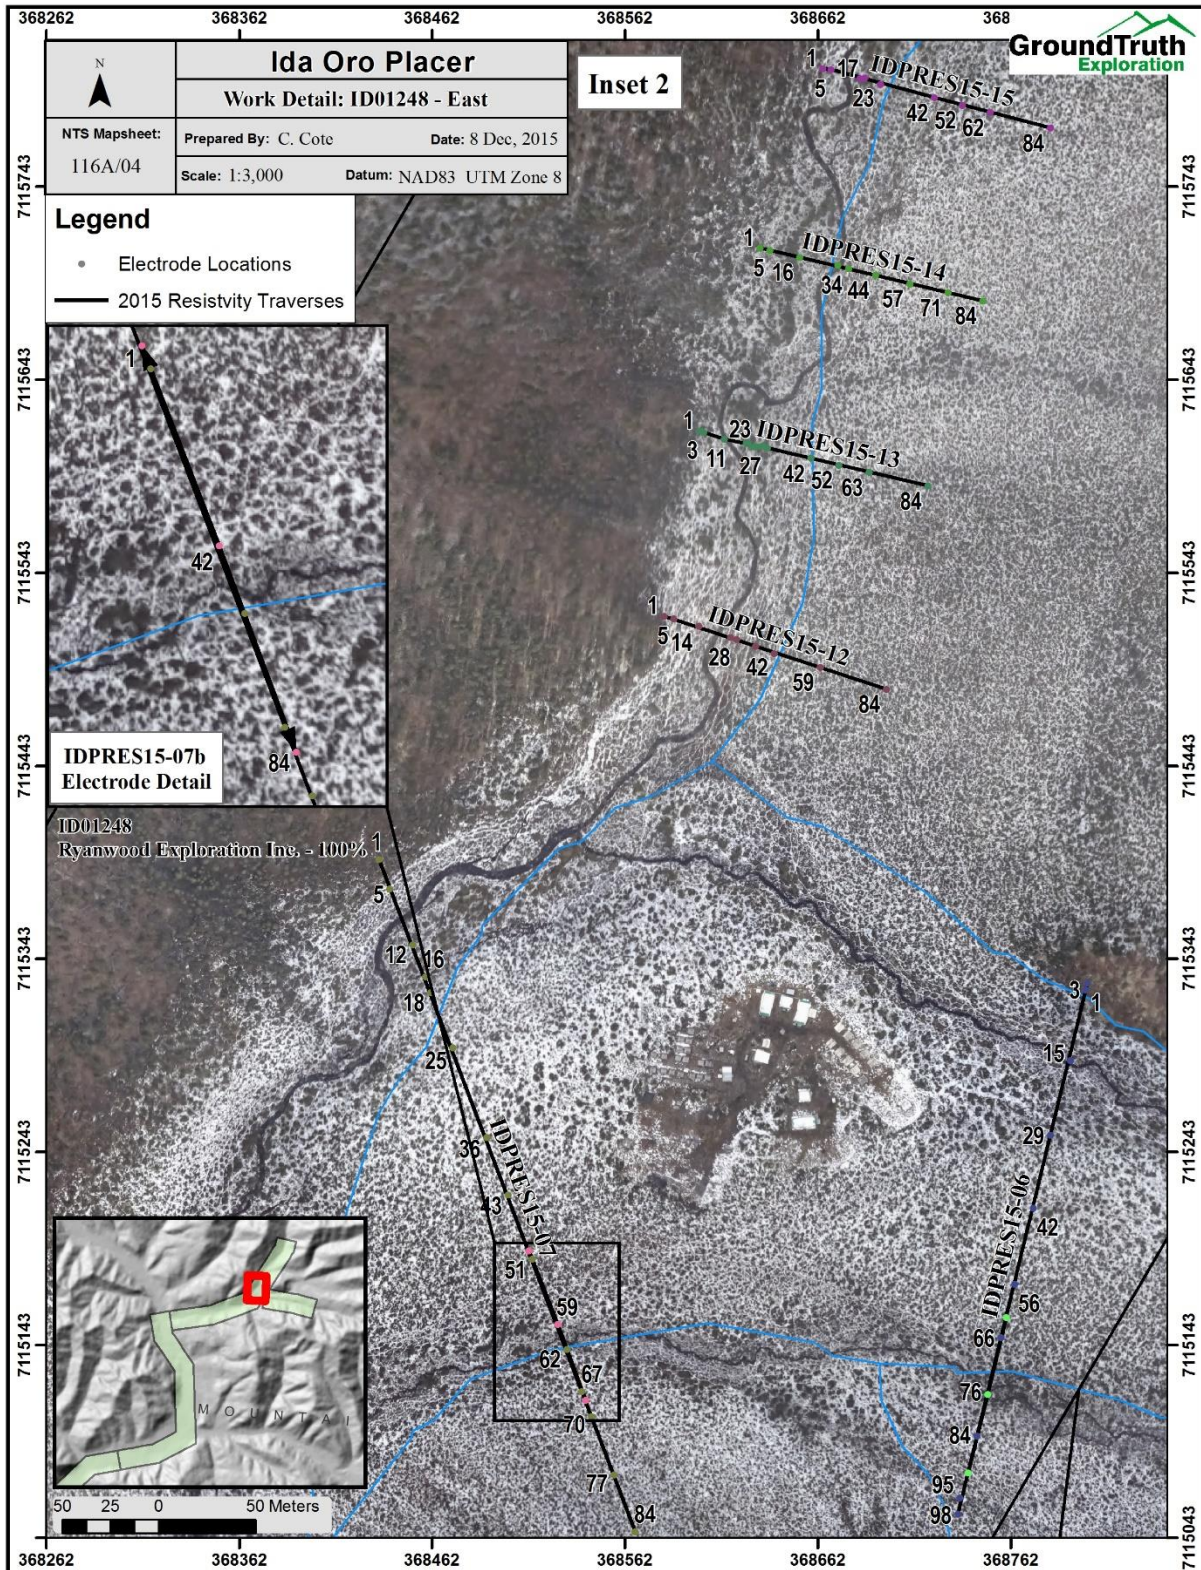 368262 368362 368462 368562 368662 368
GroundTruth
Exploration
Ida Oro Placer
Work Detail: ID01248 - East
N
NTS Mapsheet:
116A/04
Prepared By: C. Cote Date: 8 Dec, 2015
Scale: 1:3,000 Datum: NAD83 UTM Zone 8
Inset 2
Legend
Electrode Locations
2015 Resistvity Traverses
1
42
84
IDPRES15-07b
Electrode Detail
ID01248
Ryanwood Exploration Inc. - 100%
IDPRES15-15
1 5 17 23 42 52 62 84
IDPRES15-14
1 5 16 34 44 57 71 84
IDPRES15-13
1 3 11 23 27 42 52 63 84
IDPRES15-12
1 5 14 28 42 59 84
IDPRES15-07
1 5 12 16 18 25 36 43 51 59 62 67 70 77 84
IDPRES15-06
3 1 15 29 42 56 66 76 84 95 98
MOUNTAI
50 25 0 50 Meters
7115743 7115643 7115543 7115443 7115343 7115243 7115143
7115743 7115643 7115543 7115443 7115343 7115243 7115143 7115043
368262 368362 368462 368562 368662 368762